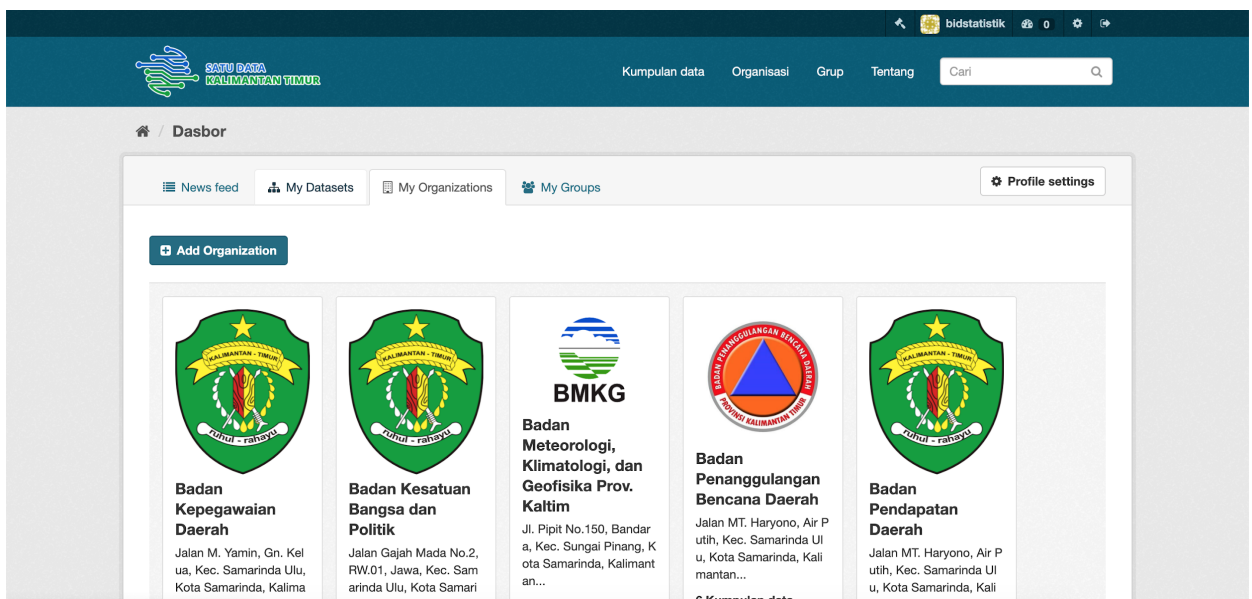 bidstatistik 0
SATU DATA
KALIMANTAN TIMUR
Kumpulan data Organisasi Grup Tentang Cari
/ Dasbor
News feed My Datasets My Organizations My Groups Profile settings
Add Organization
KALIMANTAN - TIMUR
ruhui - rahayu
Badan
Kepegawaian
Daerah
Jalan M. Yamin, Gn. Kel
ua, Kec. Samarinda Ulu,
Kota Samarinda, Kalima
KALIMANTAN - TIMUR
ruhui - rahayu
Badan Kesatuan
Bangsa dan
Politik
Jalan Gajah Mada No.2,
RW.01, Jawa, Kec. Sam
arinda Ulu, Kota Samari
BMKG
Badan
Meteorologi,
Klimatologi, dan
Geofisika Prov.
Kaltim
Jl. Pipit No.150, Bandar
a, Kec. Sungai Pinang, K
ota Samarinda, Kalimant
an...
BADAN PENANGGULANGAN BENCANA DAERAH
PROVINSI KALIMANTAN TIMUR
Badan
Penanggulangan
Bencana Daerah
Jalan MT. Haryono, Air P
utih, Kec. Samarinda Ul
u, Kota Samarinda, Kali
mantan...
6 Kumpulan data
KALIMANTAN - TIMUR
ruhui - rahayu
Badan
Pendapatan
Daerah
Jalan MT. Haryono, Air P
utih, Kec. Samarinda Ul
u, Kota Samarinda, Kali